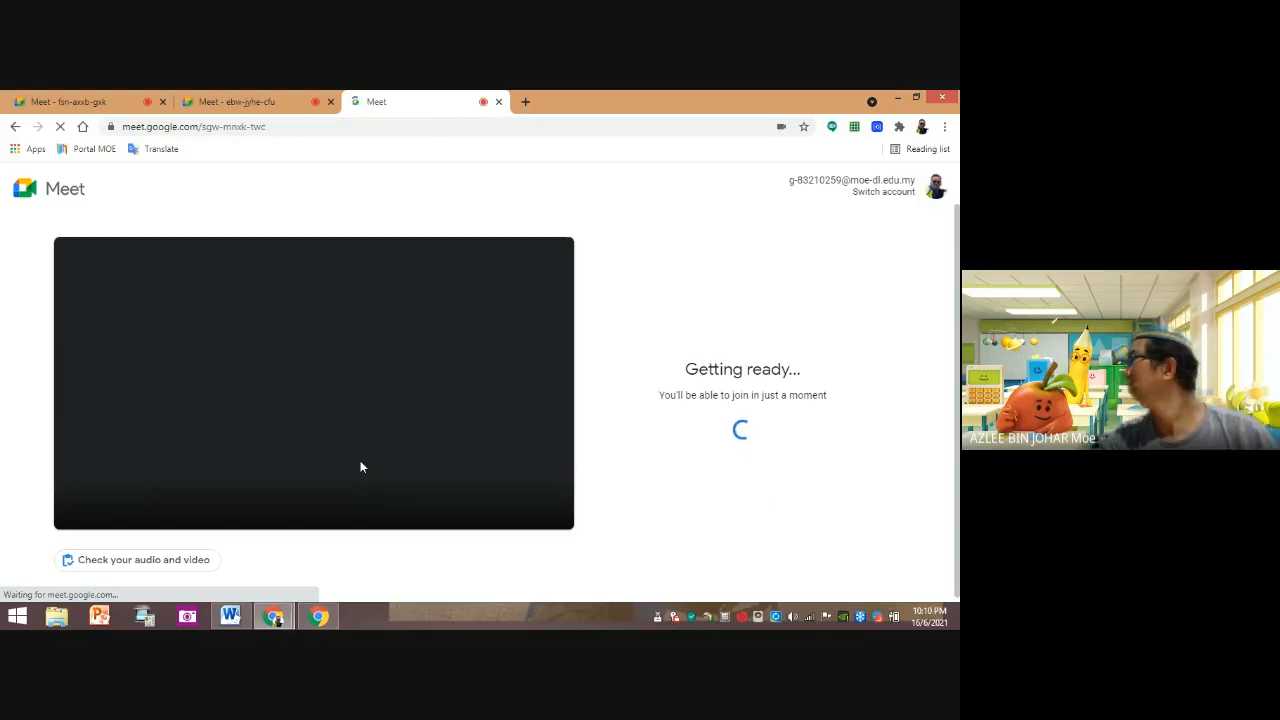 Meet - fsn-axxb-gxk
Meet - ebw-jyhe-cfu
Meet
meet.google.com/sgw-mnxk-twc
Apps
Portal MOE
Translate
Reading list
Meet
g-83210259@moe-dl.edu.my
Switch account
Getting ready...
You'll be able to join in just a moment
AZLEE BIN JOHAR Moe
Check your audio and video
Waiting for meet.google.com...
10:10 PM
16/6/2021